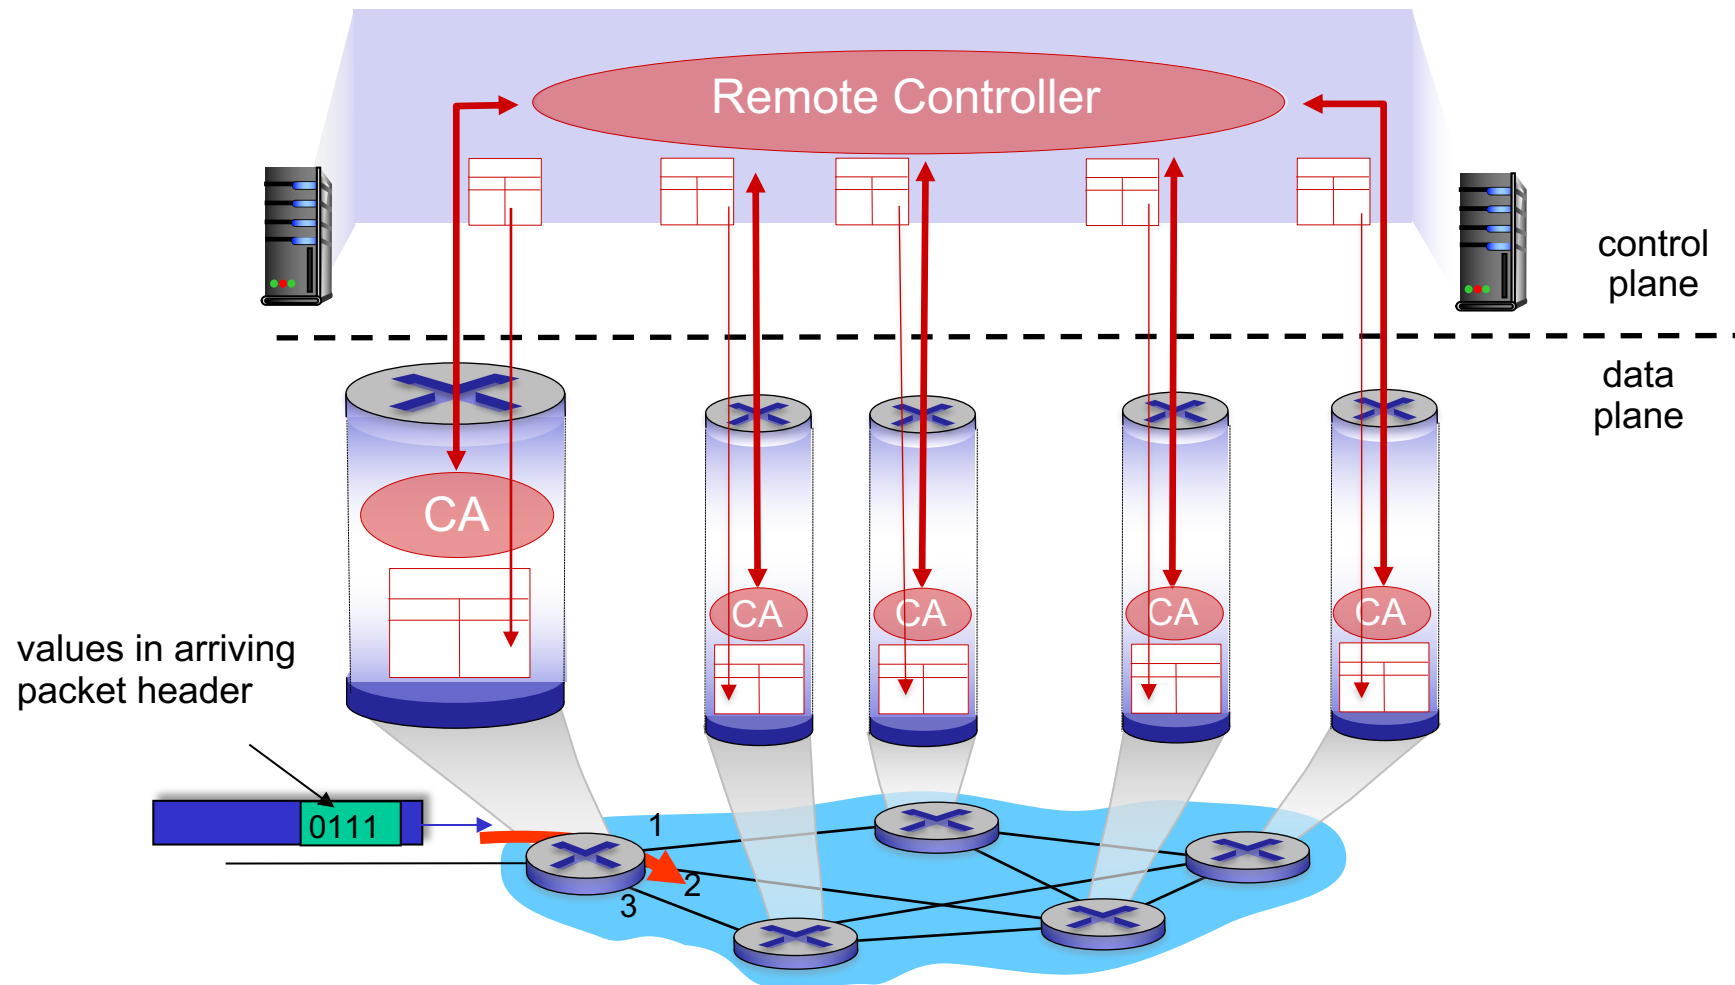 Remote Controller
control
plane
data
plane
CA
CA
CA
CA
CA
values in arriving
packet header
0111
1
2
3